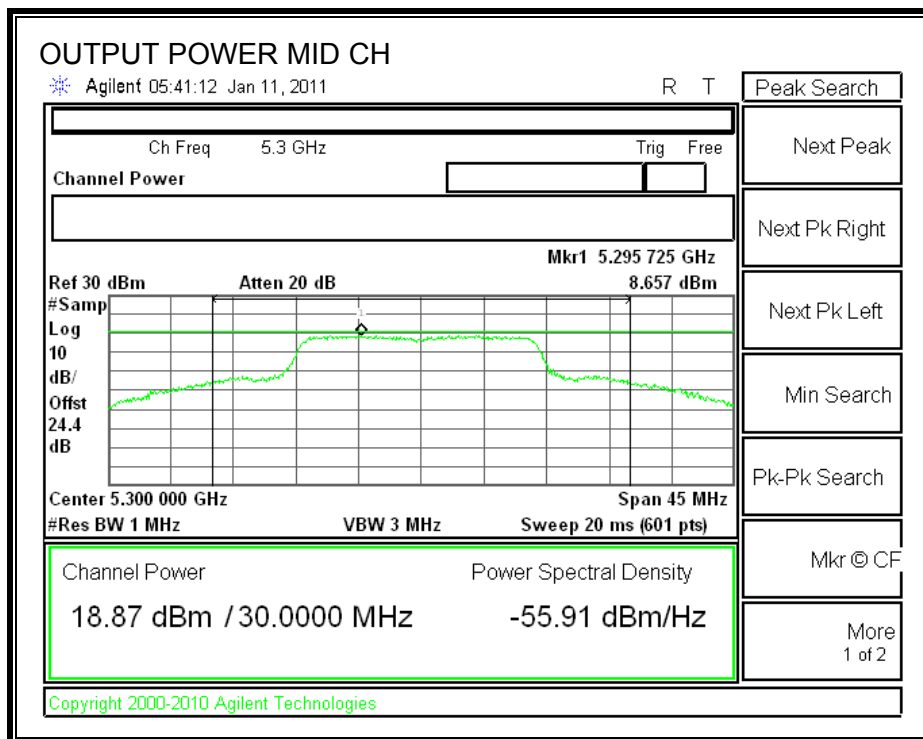 OUTPUT POWER MID CH
Agilent 05:41:12 Jan 11, 2011 R T
Peak Search
Ch Freq 5.3 GHz Trig Free
Channel Power
Mkr1 5.295 725 GHz
Ref 30 dBm Atten 20 dB 8.657 dBm
#Samp
Log
10
dB/
Offst
24.4
dB
1
Center 5.300 000 GHz Span 45 MHz
#Res BW 1 MHz VBW 3 MHz Sweep 20 ms (601 pts)
Channel Power Power Spectral Density
18.87 dBm / 30.0000 MHz -55.91 dBm/Hz
Copyright 2000-2010 Agilent Technologies
Next Peak
Next Pk Right
Next Pk Left
Min Search
Pk-Pk Search
Mkr © CF
More
1 of 2